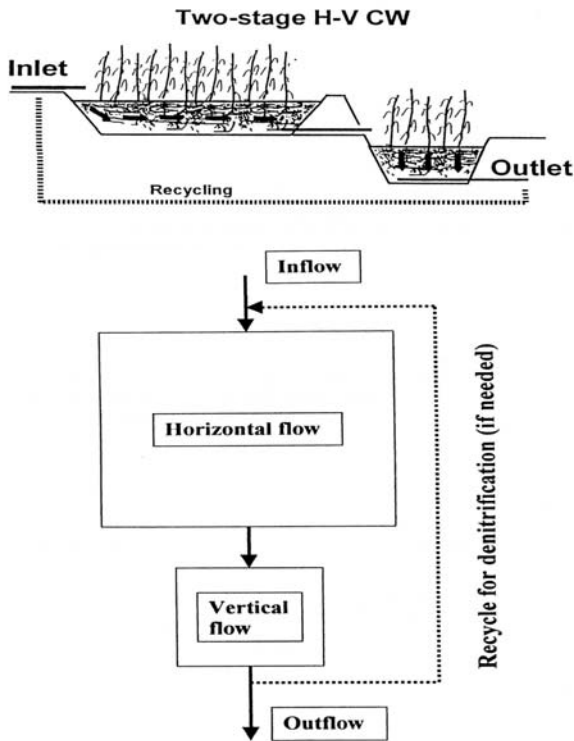 Two-stage H-V CW
Inlet
Outlet
Recycling
Inflow
Horizontal flow
Vertical
flow
Outflow
Recycle for denitrification (if needed)